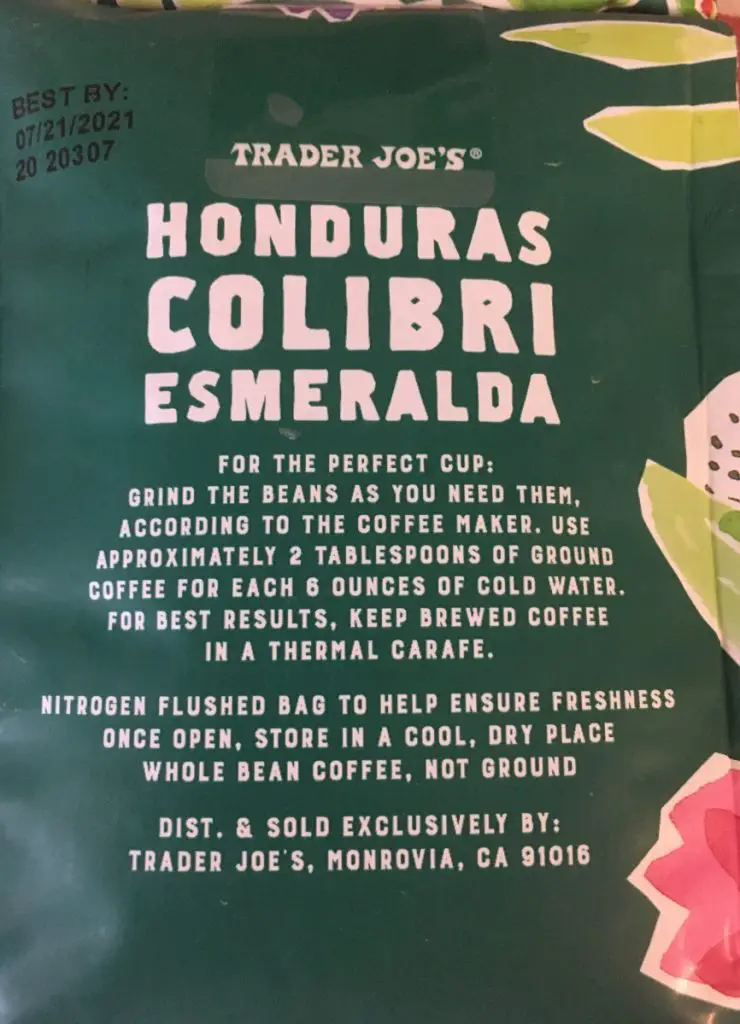 BEST BY:
07/21/2021
20 20307
TRADER JOE'S®
HONDURAS
COLIBRI
ESMERALDA
FOR THE PERFECT CUP:
GRIND THE BEANS AS YOU NEED THEM,
ACCORDING TO THE COFFEE MAKER. USE
APPROXIMATELY 2 TABLESPOONS OF GROUND
COFFEE FOR EACH 6 OUNCES OF COLD WATER.
FOR BEST RESULTS, KEEP BREWED COFFEE
IN A THERMAL CARAFE.
NITROGEN FLUSHED BAG TO HELP ENSURE FRESHNESS
ONCE OPEN, STORE IN A COOL, DRY PLACE
WHOLE BEAN COFFEE, NOT GROUND
DIST. & SOLD EXCLUSIVELY BY:
TRADER JOE'S, MONROVIA, CA 91016